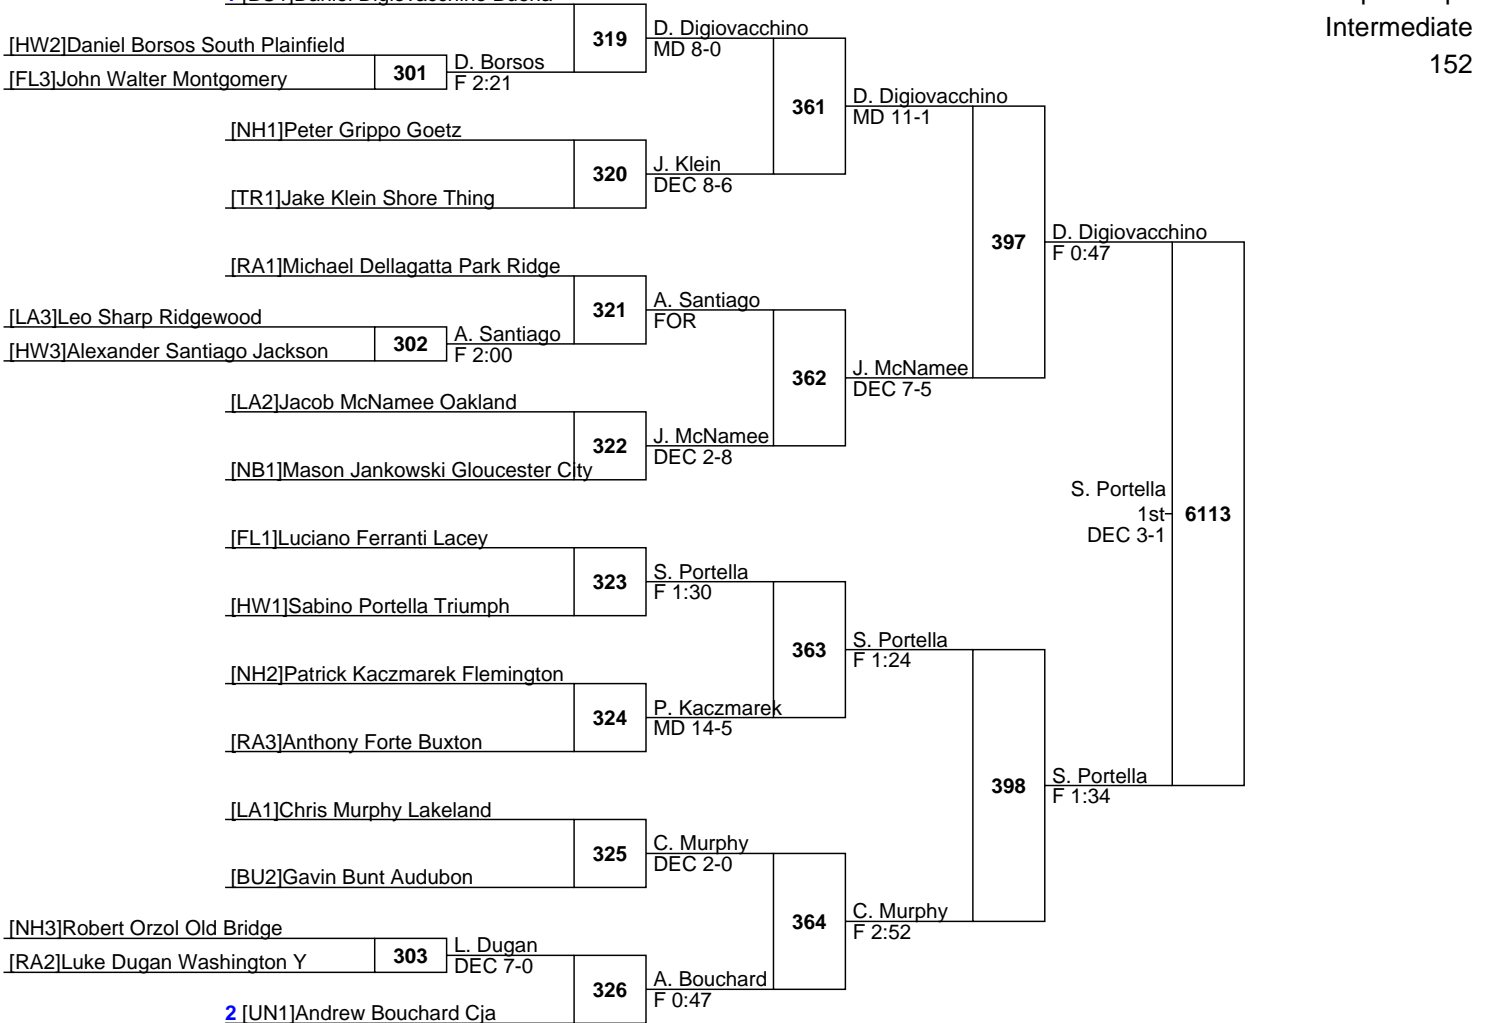 319
D. Digiovacchino
MD 8-0
[HW2]Daniel Borsos South Plainfield
[FL3]John Walter Montgomery
301
D. Borsos
F 2:21
[NH1]Peter Grippo Goetz
[TR1]Jake Klein Shore Thing
320
J. Klein
DEC 8-6
361
D. Digiovacchino
MD 11-1
[RA1]Michael Dellagatta Park Ridge
[LA3]Leo Sharp Ridgewood
[HW3]Alexander Santiago Jackson
302
A. Santiago
F 2:00
321
A. Santiago
FOR
[LA2]Jacob McNamee Oakland
[NB1]Mason Jankowski Gloucester City
322
J. McNamee
DEC 2-8
362
J. McNamee
DEC 7-5
397
D. Digiovacchino
F 0:47
[FL1]Luciano Ferranti Lacey
[HW1]Sabino Portella Triumph
323
S. Portella
F 1:30
[NH2]Patrick Kaczmarek Flemington
[RA3]Anthony Forte Buxton
324
P. Kaczmarek
MD 14-5
363
S. Portella
F 1:24
[LA1]Chris Murphy Lakeland
[BU2]Gavin Bunt Audubon
325
C. Murphy
DEC 2-0
[NH3]Robert Orzol Old Bridge
[RA2]Luke Dugan Washington Y
303
L. Dugan
DEC 7-0
2 [UN1]Andrew Bouchard Cja
326
A. Bouchard
F 0:47
364
C. Murphy
F 2:52
398
S. Portella
F 1:34
S. Portella
1st
DEC 3-1
6113
Intermediate
152